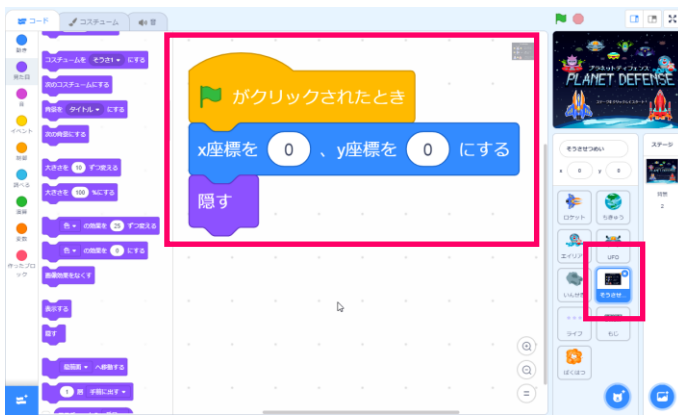 コード
コスチューム
音
動き
見た目
音
イベント
制御
調べる
演算
変数
作ったブロ
ック
コスチュームを そうさ1 にする
次のコスチュームにする
背景を タイトル にする
次の背景にする
大きさを 10 ずつ変える
大きさを 100 %にする
色 の効果を 25 ずつ変える
色 の効果を 0 にする
画像効果をなくす
表示する
隠す
最前面 へ移動する
1 層 手前に出す
がクリックされたとき
x座標を 0 、y座標を 0 にする
隠す
プラネットディフェンス
PLANET DEFENSE
そうさせつめい
x 0 y 0
ステージ
背景
2
ロケット
ちきゅう
エイリアン
UFO
いんせき
そうさせ...
ライフ
もじ
ばくはつ